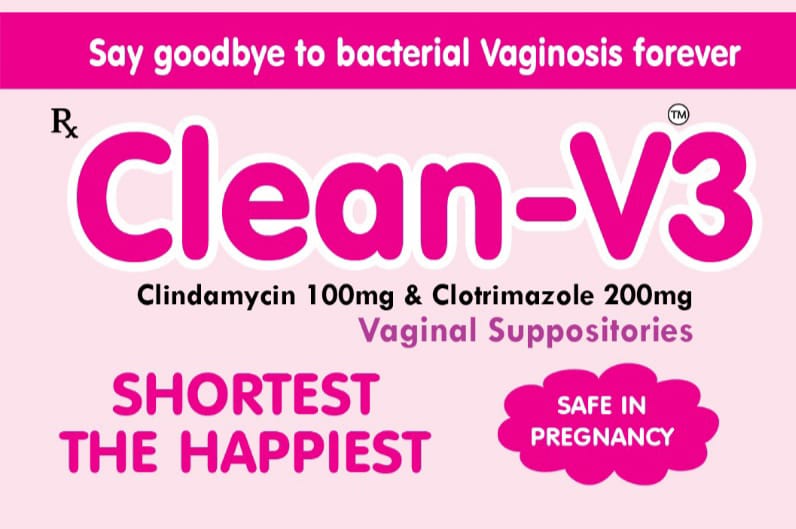 Say goodbye to bacterial Vaginosis forever
Rx
Clean-V3 TM
Clindamycin 100mg & Clotrimazole 200mg
Vaginal Suppositories
SHORTEST
THE HAPPIEST
SAFE IN
PREGNANCY